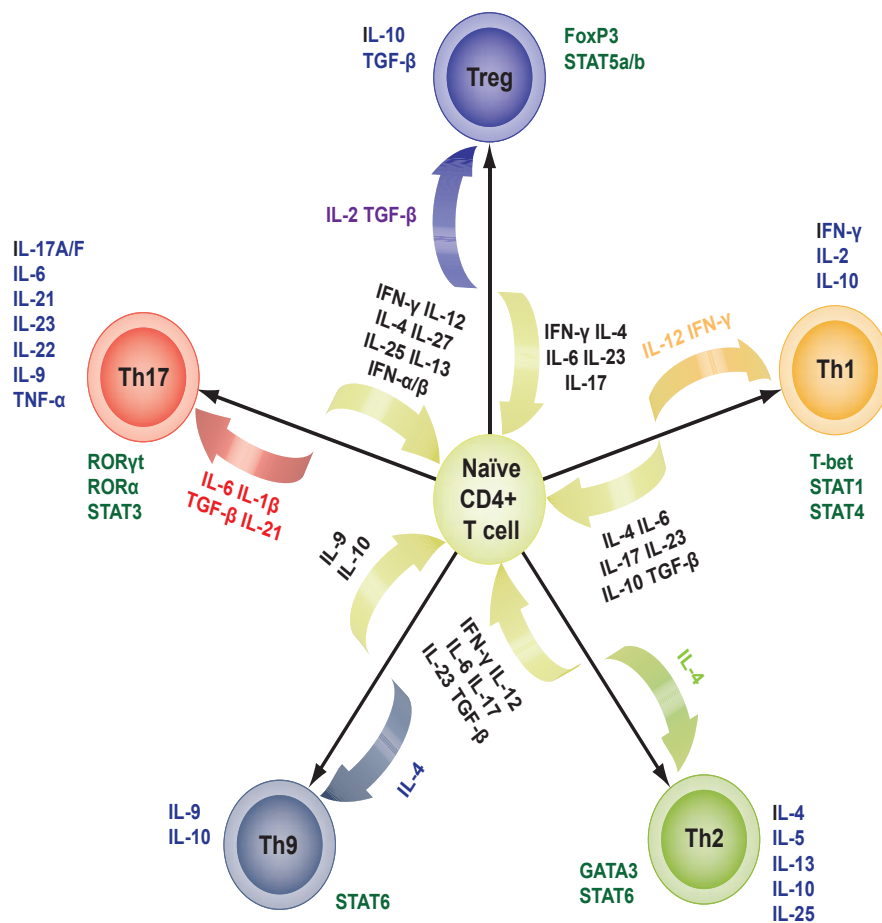 IL-10
TGF-β
Treg
FoxP3
STAT5a/b
IL-2 TGF-β
IL-17A/F
IL-6
IL-21
IL-23
IL-22
IL-9
TNF-α
Th17
RORγt
RORα
STAT3
IFN-γ IL-12
IL-4 IL-27
IL-25 IL-13
IFN-α/β
IL-6 IL-1β
TGF-β IL-21
IFN-γ IL-4
IL-6 IL-23
IL-17
IL-12 IFN-γ
IFN-γ
IL-2
IL-10
Th1
T-bet
STAT1
STAT4
Naïve
CD4+
T cell
IL-4 IL-6
IL-17 IL-23
IL-10 TGF-β
IL-9
IL-10
IFN-γ IL-12
IL-6 IL-17
IL-23 TGF-β
IL-4
IL-4
IL-9
IL-10
Th9
STAT6
Th2
GATA3
STAT6
IL-4
IL-5
IL-13
IL-10
IL-25